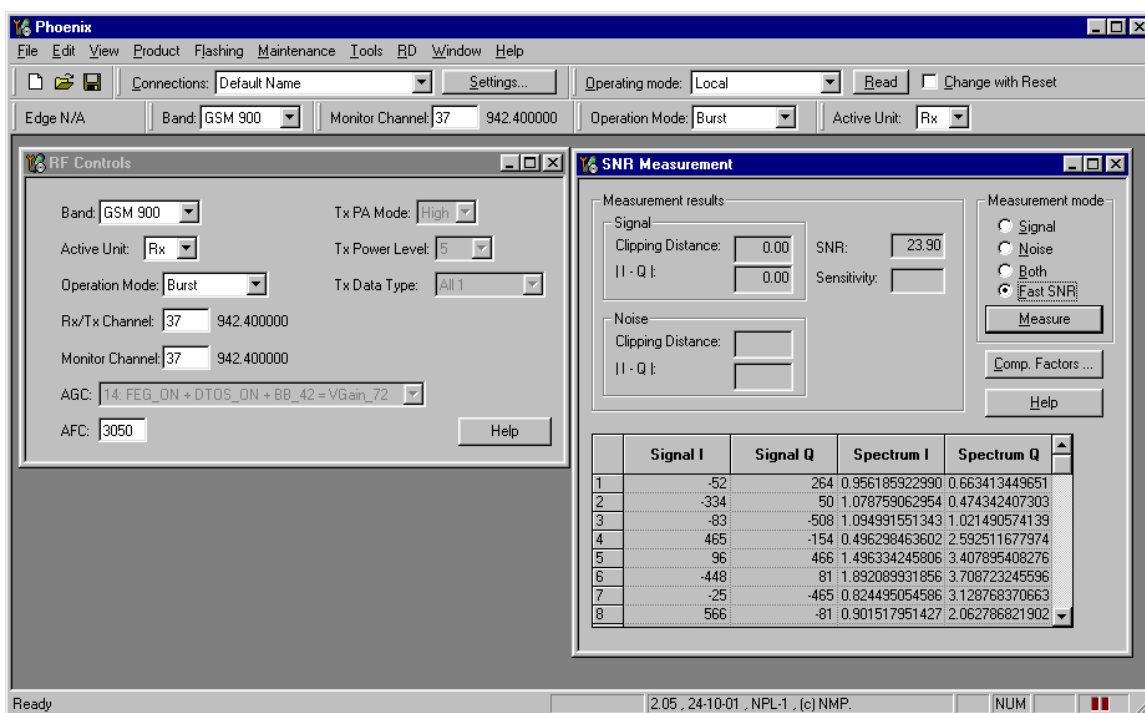 Phoenix
File Edit View Product Flashing Maintenance Tools RD Window Help
Connections: Default Name Settings... Operating mode: Local Read Change with Reset
Edge N/A Band: GSM 900 Monitor Channel: 37 942.400000 Operation Mode: Burst Active Unit: Rx
RF Controls
Band: GSM 900 Tx PA Mode: High
Active Unit: Rx Tx Power Level: 5
Operation Mode: Burst Tx Data Type: All 1
Rx/Tx Channel: 37 942.400000
Monitor Channel: 37 942.400000
AGC: 14: FEG_ON + DTOS_ON + BB_42 = VGain_72
AFC: 3050 Help
SNR Measurement
Measurement results
Signal
Clipping Distance: 0.00 SNR: 23.90
| I - Q |: 0.00 Sensitivity:
Noise
Clipping Distance:
| I - Q |:
Measurement mode
Signal
Noise
Both
Fast SNR
Measure
Comp. Factors ...
Help
Signal I Signal Q Spectrum I Spectrum Q
1 -52 264 0.956185922990 0.663413449651
2 -334 50 1.078759062954 0.474342407303
3 -83 -508 1.094991551343 1.021490574139
4 465 -154 0.496298463602 2.592511677974
5 96 466 1.496334245806 3.407895408276
6 -448 81 1.892089931856 3.708723245596
7 -25 -465 0.824495054586 3.128768370663
8 566 -81 0.901517951427 2.062786821902
Ready 2.05 , 24-10-01 , NPL-1 , (c) NMP. NUM